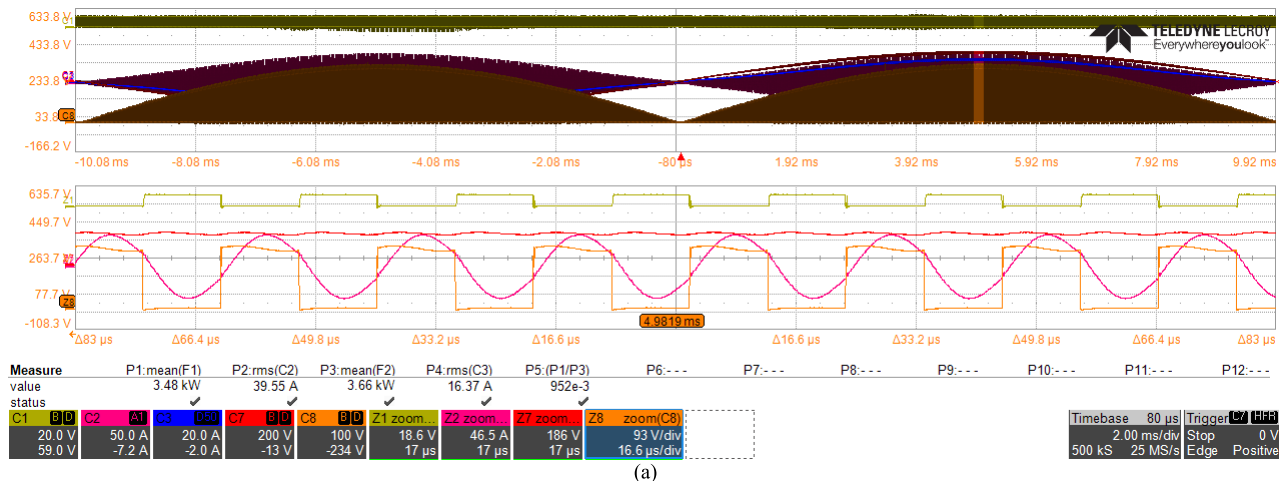 633.8 V
C1
TELEDYNE LECROY
Everywhereyoulook™
433.8 V
233.8
33.8
C8
-166.2 V
-10.08 ms -8.08 ms -6.08 ms -4.08 ms -2.08 ms -80 µs 1.92 ms 3.92 ms 5.92 ms 7.92 ms 9.92 ms
635.7 V
Z1
449.7 V
263.7 V
77.7 V
Z8
-108.3 V
4.9819 ms
Δ83 µs Δ66.4 µs Δ49.8 µs Δ33.2 µs Δ16.6 µs Δ16.6 µs Δ33.2 µs Δ49.8 µs Δ66.4 µs Δ83 µs
Measure P1:mean(F1) P2:rms(C2) P3:mean(F2) P4:rms(C3) P5:(P1/P3) P6:- - - P7:- - - P8:- - - P9:- - - P10:- - - P11:- - - P12:- - -
value 3.48 kW 39.55 A 3.66 kW 16.37 A 952e-3
status ✓ ✓ ✓ ✓ ✓
C1 B D C2 A1 C3 D50 C7 B D C8 B D Z1 zoom... Z2 zoom... Z7 zoom... Z8 zoom(C8) Timebase 80 µs Trigger C7 HFR
20.0 V 50.0 A 20.0 A 200 V 100 V 18.6 V 46.5 A 186 V 93 V/div 2.00 ms/div Stop 0 V
59.0 V -7.2 A -2.0 A -13 V -234 V 17 µs 17 µs 17 µs 16.6 µs/div 500 kS 25 MS/s Edge Positive
(a)